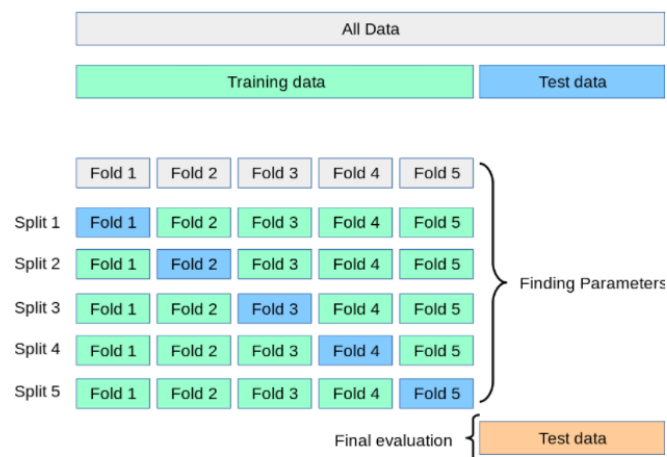 All Data
Training data Test data
Fold 1 Fold 2 Fold 3 Fold 4 Fold 5
Split 1 Fold 1 Fold 2 Fold 3 Fold 4 Fold 5
Split 2 Fold 1 Fold 2 Fold 3 Fold 4 Fold 5
Finding Parameters
Split 3 Fold 1 Fold 2 Fold 3 Fold 4 Fold 5
Split 4 Fold 1 Fold 2 Fold 3 Fold 4 Fold 5
Split 5 Fold 1 Fold 2 Fold 3 Fold 4 Fold 5
Final evaluation Test data